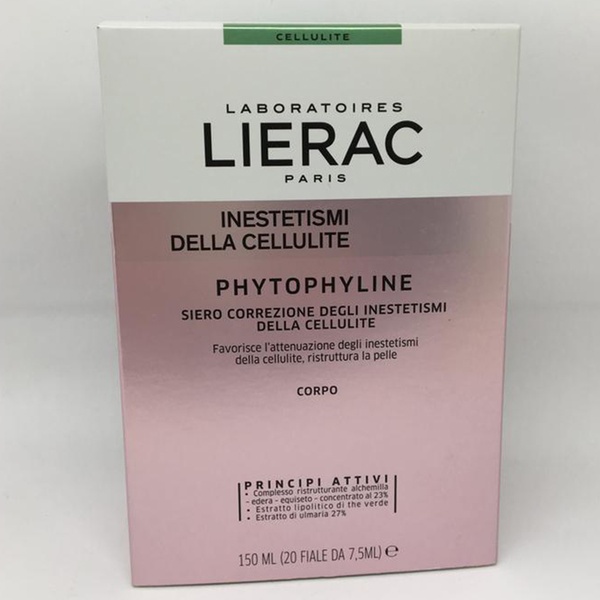 CELLULITE
LABORATOIRES
LIERAC
PARIS
INESTETISMI
DELLA CELLULITE
PHYTOPHYLINE
SIERO CORREZIONE DEGLI INESTETISMI
DELLA CELLULITE
Favorisce l'attenuazione degli inestetismi
della cellulite, ristruttura la pelle
CORPO
PRINCIPI ATTIVI
• Complesso ristrutturante alchemilla
- edera - equiseto - concentrato al 23%
• Estratto lipolitico di the verde
• Estratto di ulmaria 27%
150 ML (20 FIALE DA 7,5ML) ℮